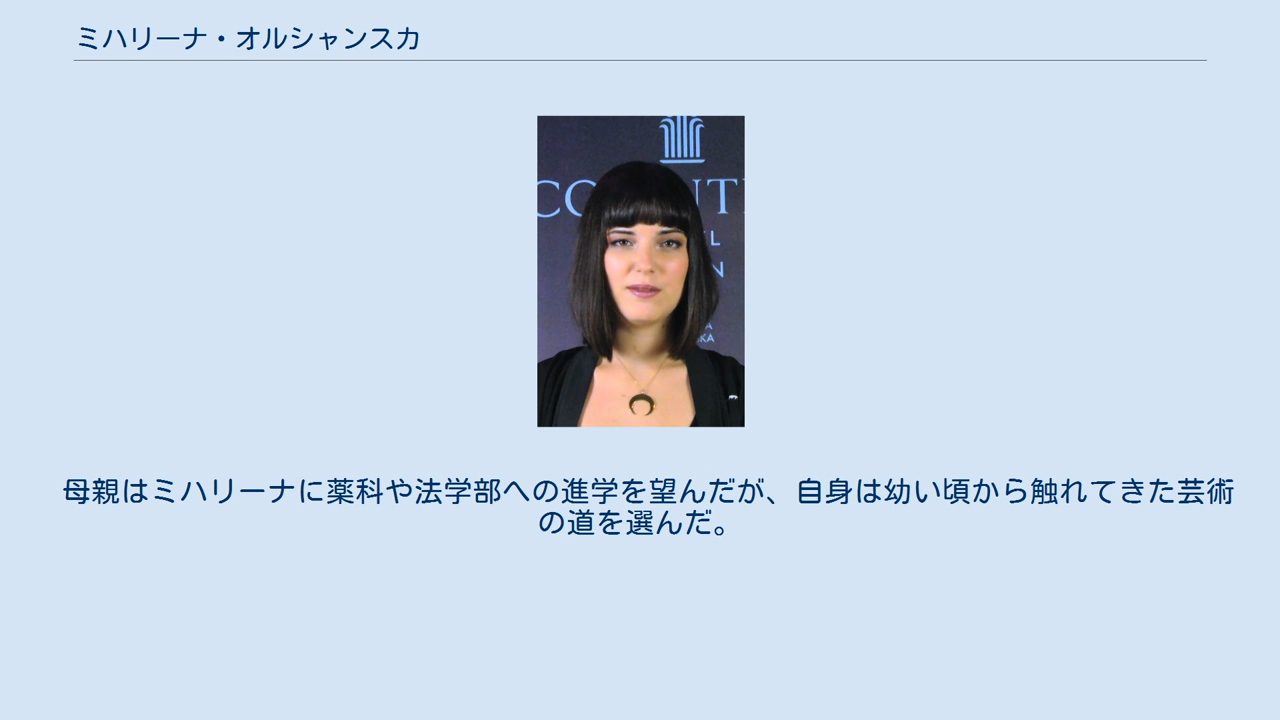 ミハリーナ・オルシャンスカ
CO NT
L
N
A
KA
母親はミハリーナに薬科や法学部への進学を望んだが、自身は幼い頃から触れてきた芸術
の道を選んだ。